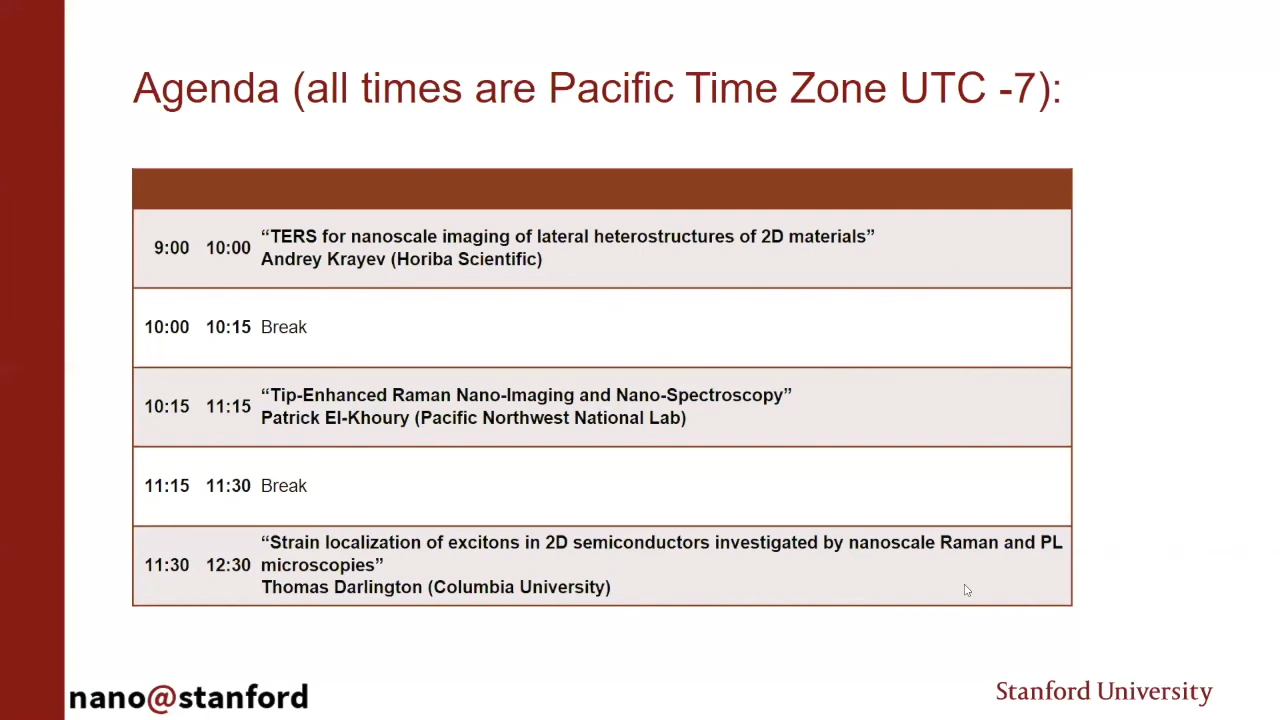 Agenda (all times are Pacific Time Zone UTC -7):
9:00 10:00 “TERS for nanoscale imaging of lateral heterostructures of 2D materials”
Andrey Krayev (Horiba Scientific)
10:00 10:15 Break
10:15 11:15 “Tip-Enhanced Raman Nano-Imaging and Nano-Spectroscopy”
Patrick El-Khoury (Pacific Northwest National Lab)
11:15 11:30 Break
11:30 12:30 “Strain localization of excitons in 2D semiconductors investigated by nanoscale Raman and PL
microscopies”
Thomas Darlington (Columbia University)
nano@stanford
Stanford University